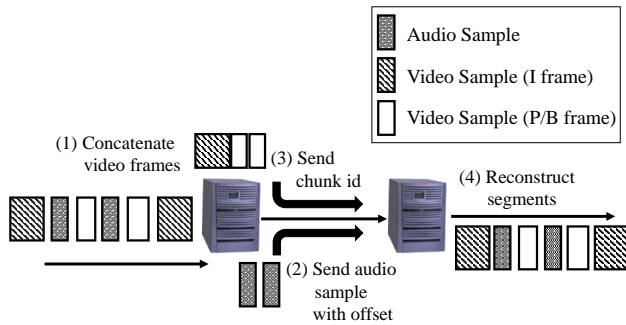 Audio Sample
Video Sample (I frame)
Video Sample (P/B frame)
(1) Concatenate
video frames
(3) Send
chunk id
(4) Reconstruct
segments
(2) Send audio
sample
with offset